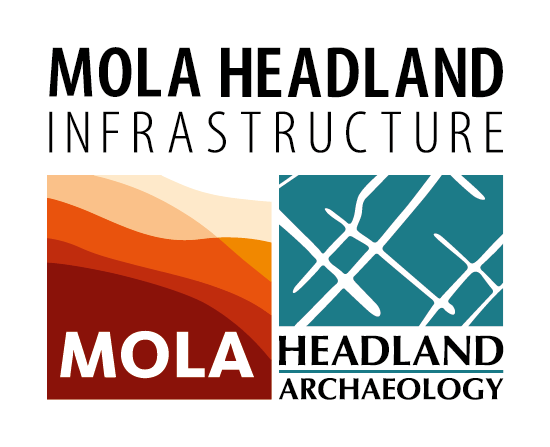 MOLA HEADLAND
INFRASTRUCTURE
MOLA
HEADLAND
ARCHAEOLOGY